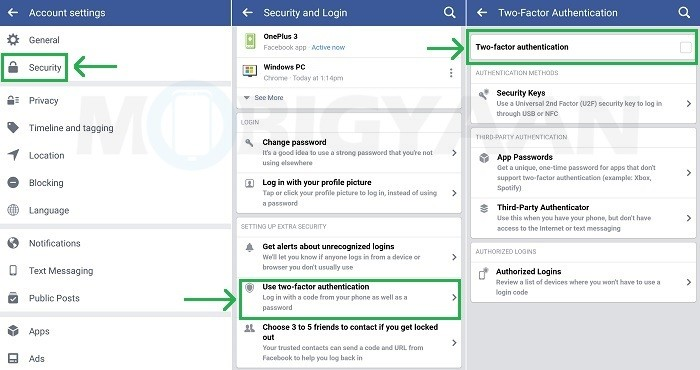 Account settings
General
Security
Privacy
Timeline and tagging
Location
Blocking
Language
Notifications
Text Messaging
Public Posts
Apps
Ads
Security and Login
OnePlus 3
Facebook app · Active now
Windows PC
Chrome · Today at 1:14pm
See More
LOGIN
Change password
It's a good idea to use a strong password that you're not
using elsewhere
Log in with your profile picture
Tap or click your profile picture to log in, instead of using
a password
SETTING UP EXTRA SECURITY
Get alerts about unrecognized logins
We'll let you know if anyone logs in from a device or
browser you don't usually use
Use two-factor authentication
Log in with a code from your phone as well as a
password
Choose 3 to 5 friends to contact if you get locked
out
Your trusted contacts can send a code and URL from
Facebook to help you log back in
Two-Factor Authentication
Two-factor authentication
AUTHENTICATION METHODS
Security Keys
Use a Universal 2nd Factor (U2F) security key to log in
through USB or NFC
THIRD-PARTY AUTHENTICATION
App Passwords
Get a unique, one-time password for apps that don't
support two-factor authentication (example: Xbox,
Spotify)
Third-Party Authenticator
Use this when you have your phone, but don't have
access to the Internet or text messaging
AUTHORIZED LOGINS
Authorized Logins
Review a list of devices where you won't have to use a
login code
MOBIGYAAN